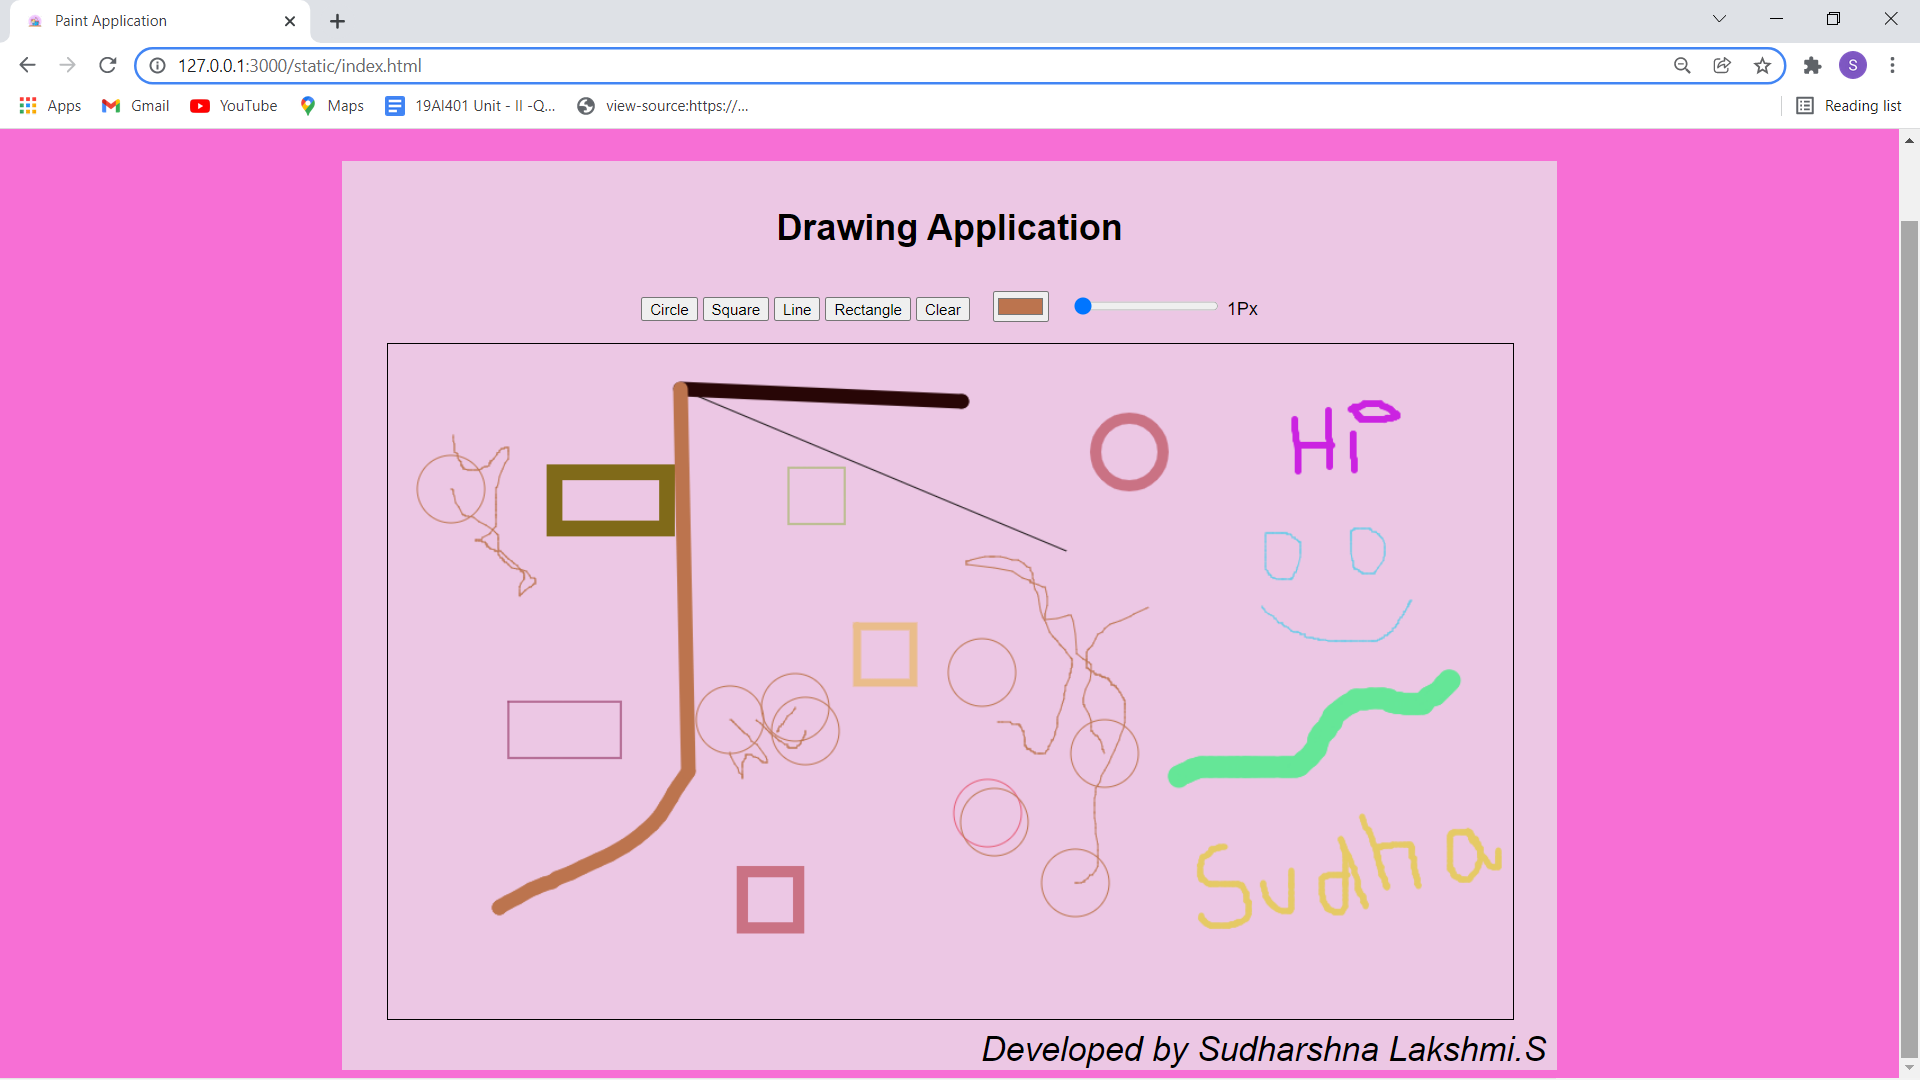 Paint Application
127.0.0.1:3000/static/index.html
S
Apps Gmail YouTube Maps 19AI401 Unit - II -Q... view-source:https://... Reading list
Drawing Application
Circle Square Line Rectangle Clear 1Px
Hi
Sudha
Developed by Sudharshna Lakshmi.S